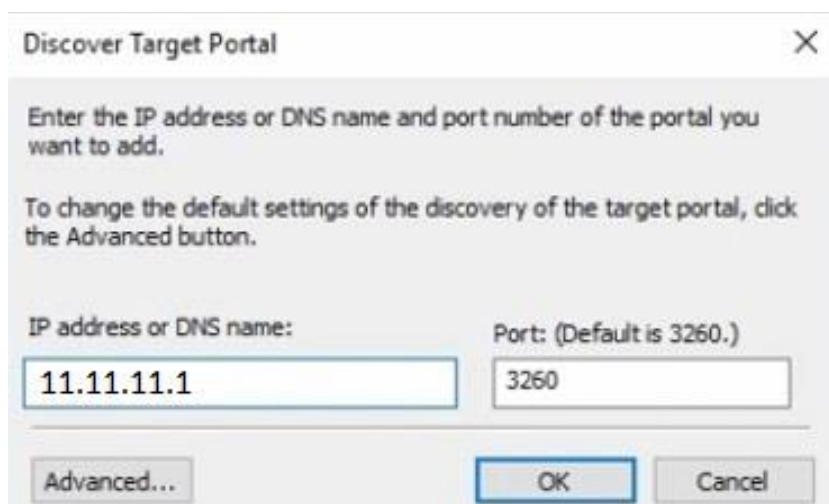 Discover Target Portal
Enter the IP address or DNS name and port number of the portal you
want to add.
To change the default settings of the discovery of the target portal, click
the Advanced button.
IP address or DNS name:
Port: (Default is 3260.)
11.11.11.1
3260
Advanced...
OK
Cancel